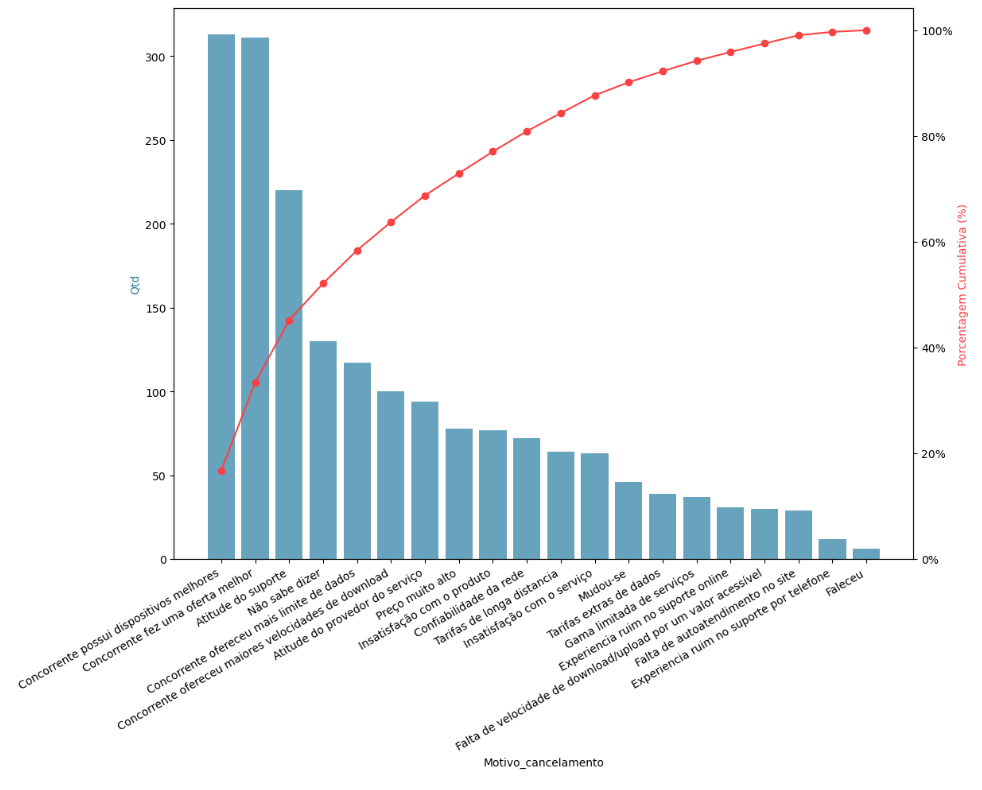 300
250
200
150
100
50
0
Qtd
100%
80%
60%
40%
20%
0%
Porcentagem Cumulativa (%)
Concorrente possui dispositivos melhores
Concorrente fez uma oferta melhor
Atitude do suporte
Não sabe dizer
Concorrente ofereceu mais limite de dados
Concorrente ofereceu maiores velocidades de download
Atitude do provedor do serviço
Preço muito alto
Insatisfação com o produto
Confiabilidade da rede
Tarifas de longa distancia
Insatisfação com o serviço
Mudou-se
Tarifas extras de dados
Gama limitada de serviços
Experiencia ruim no suporte online
Falta de velocidade de download/upload por um valor acessível
Falta de autoatendimento no site
Experiencia ruim no suporte por telefone
Faleceu
Motivo_cancelamento